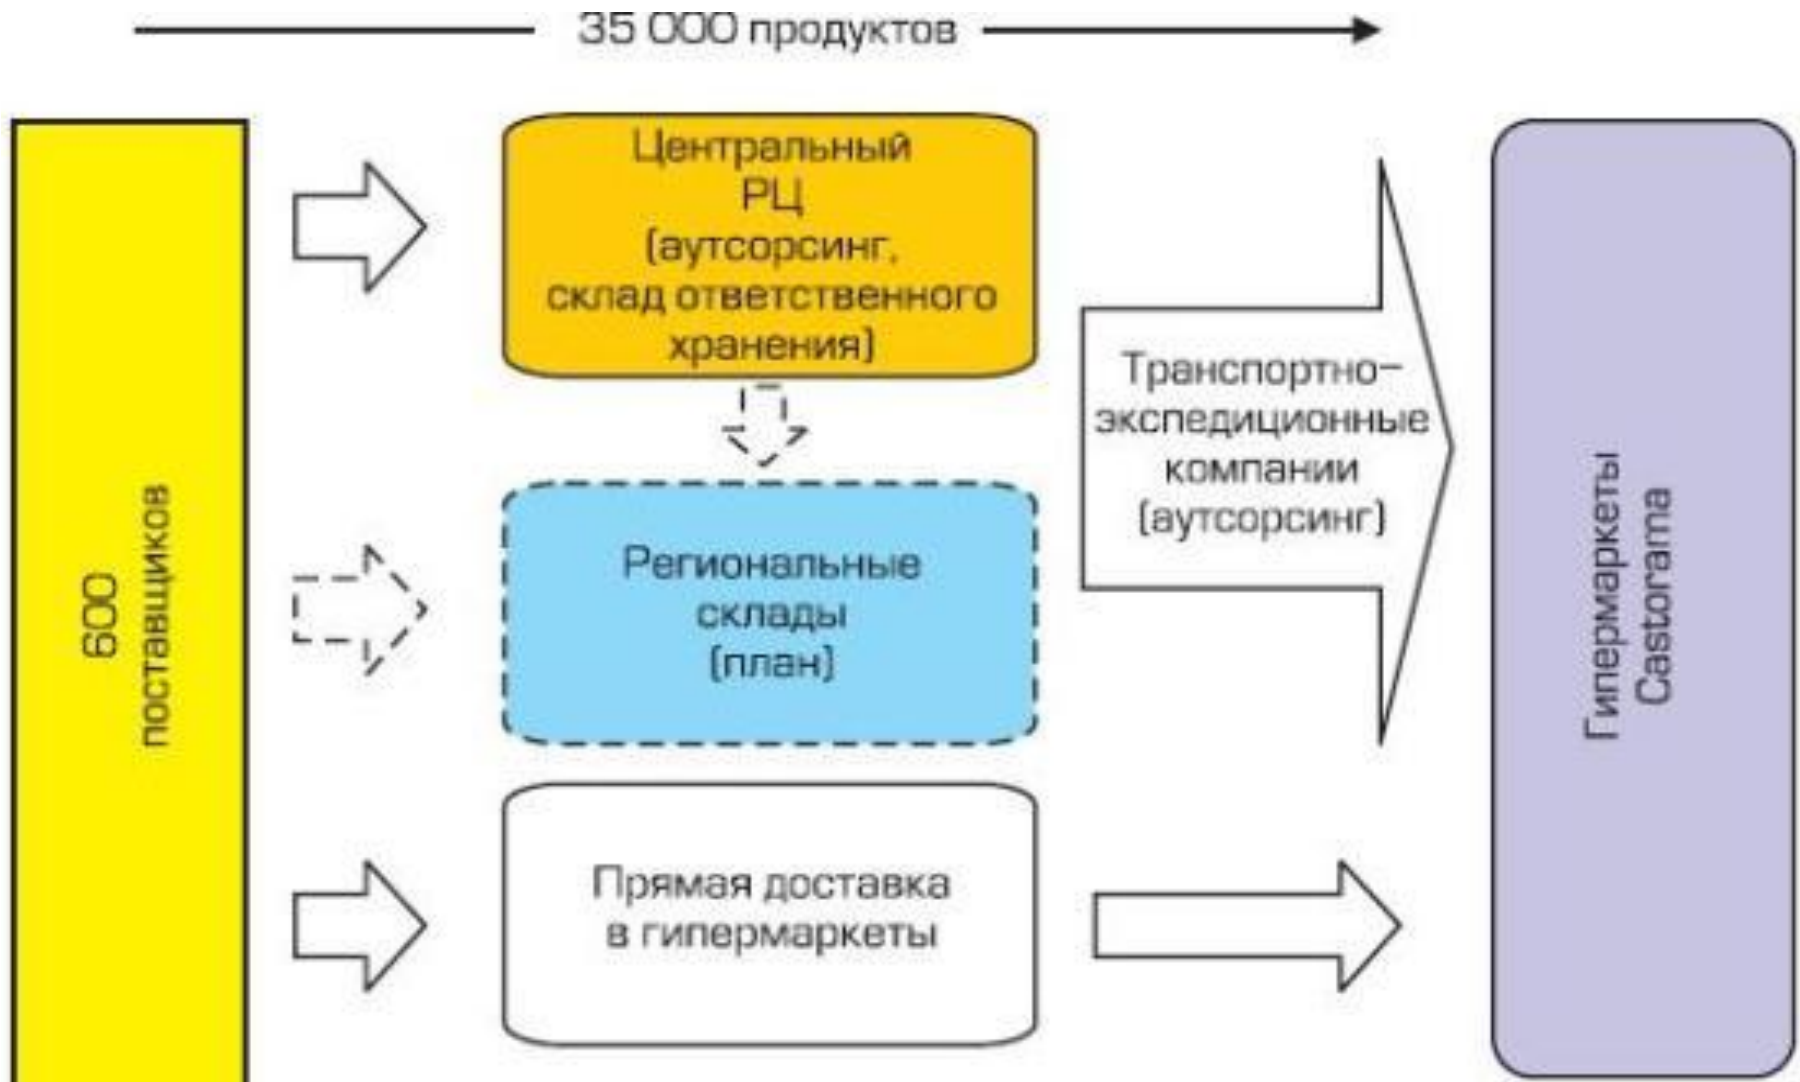 35 000 продуктов
Центральный
РЦ
(аутсорсинг,
склад ответственного
хранения)
Транспортно-
экспедиционные
компании
(аутсорсинг)
600
поставщиков
Региональные
склады
(план)
Гипермаркеты
Castorama
Прямая доставка
в гипермаркеты